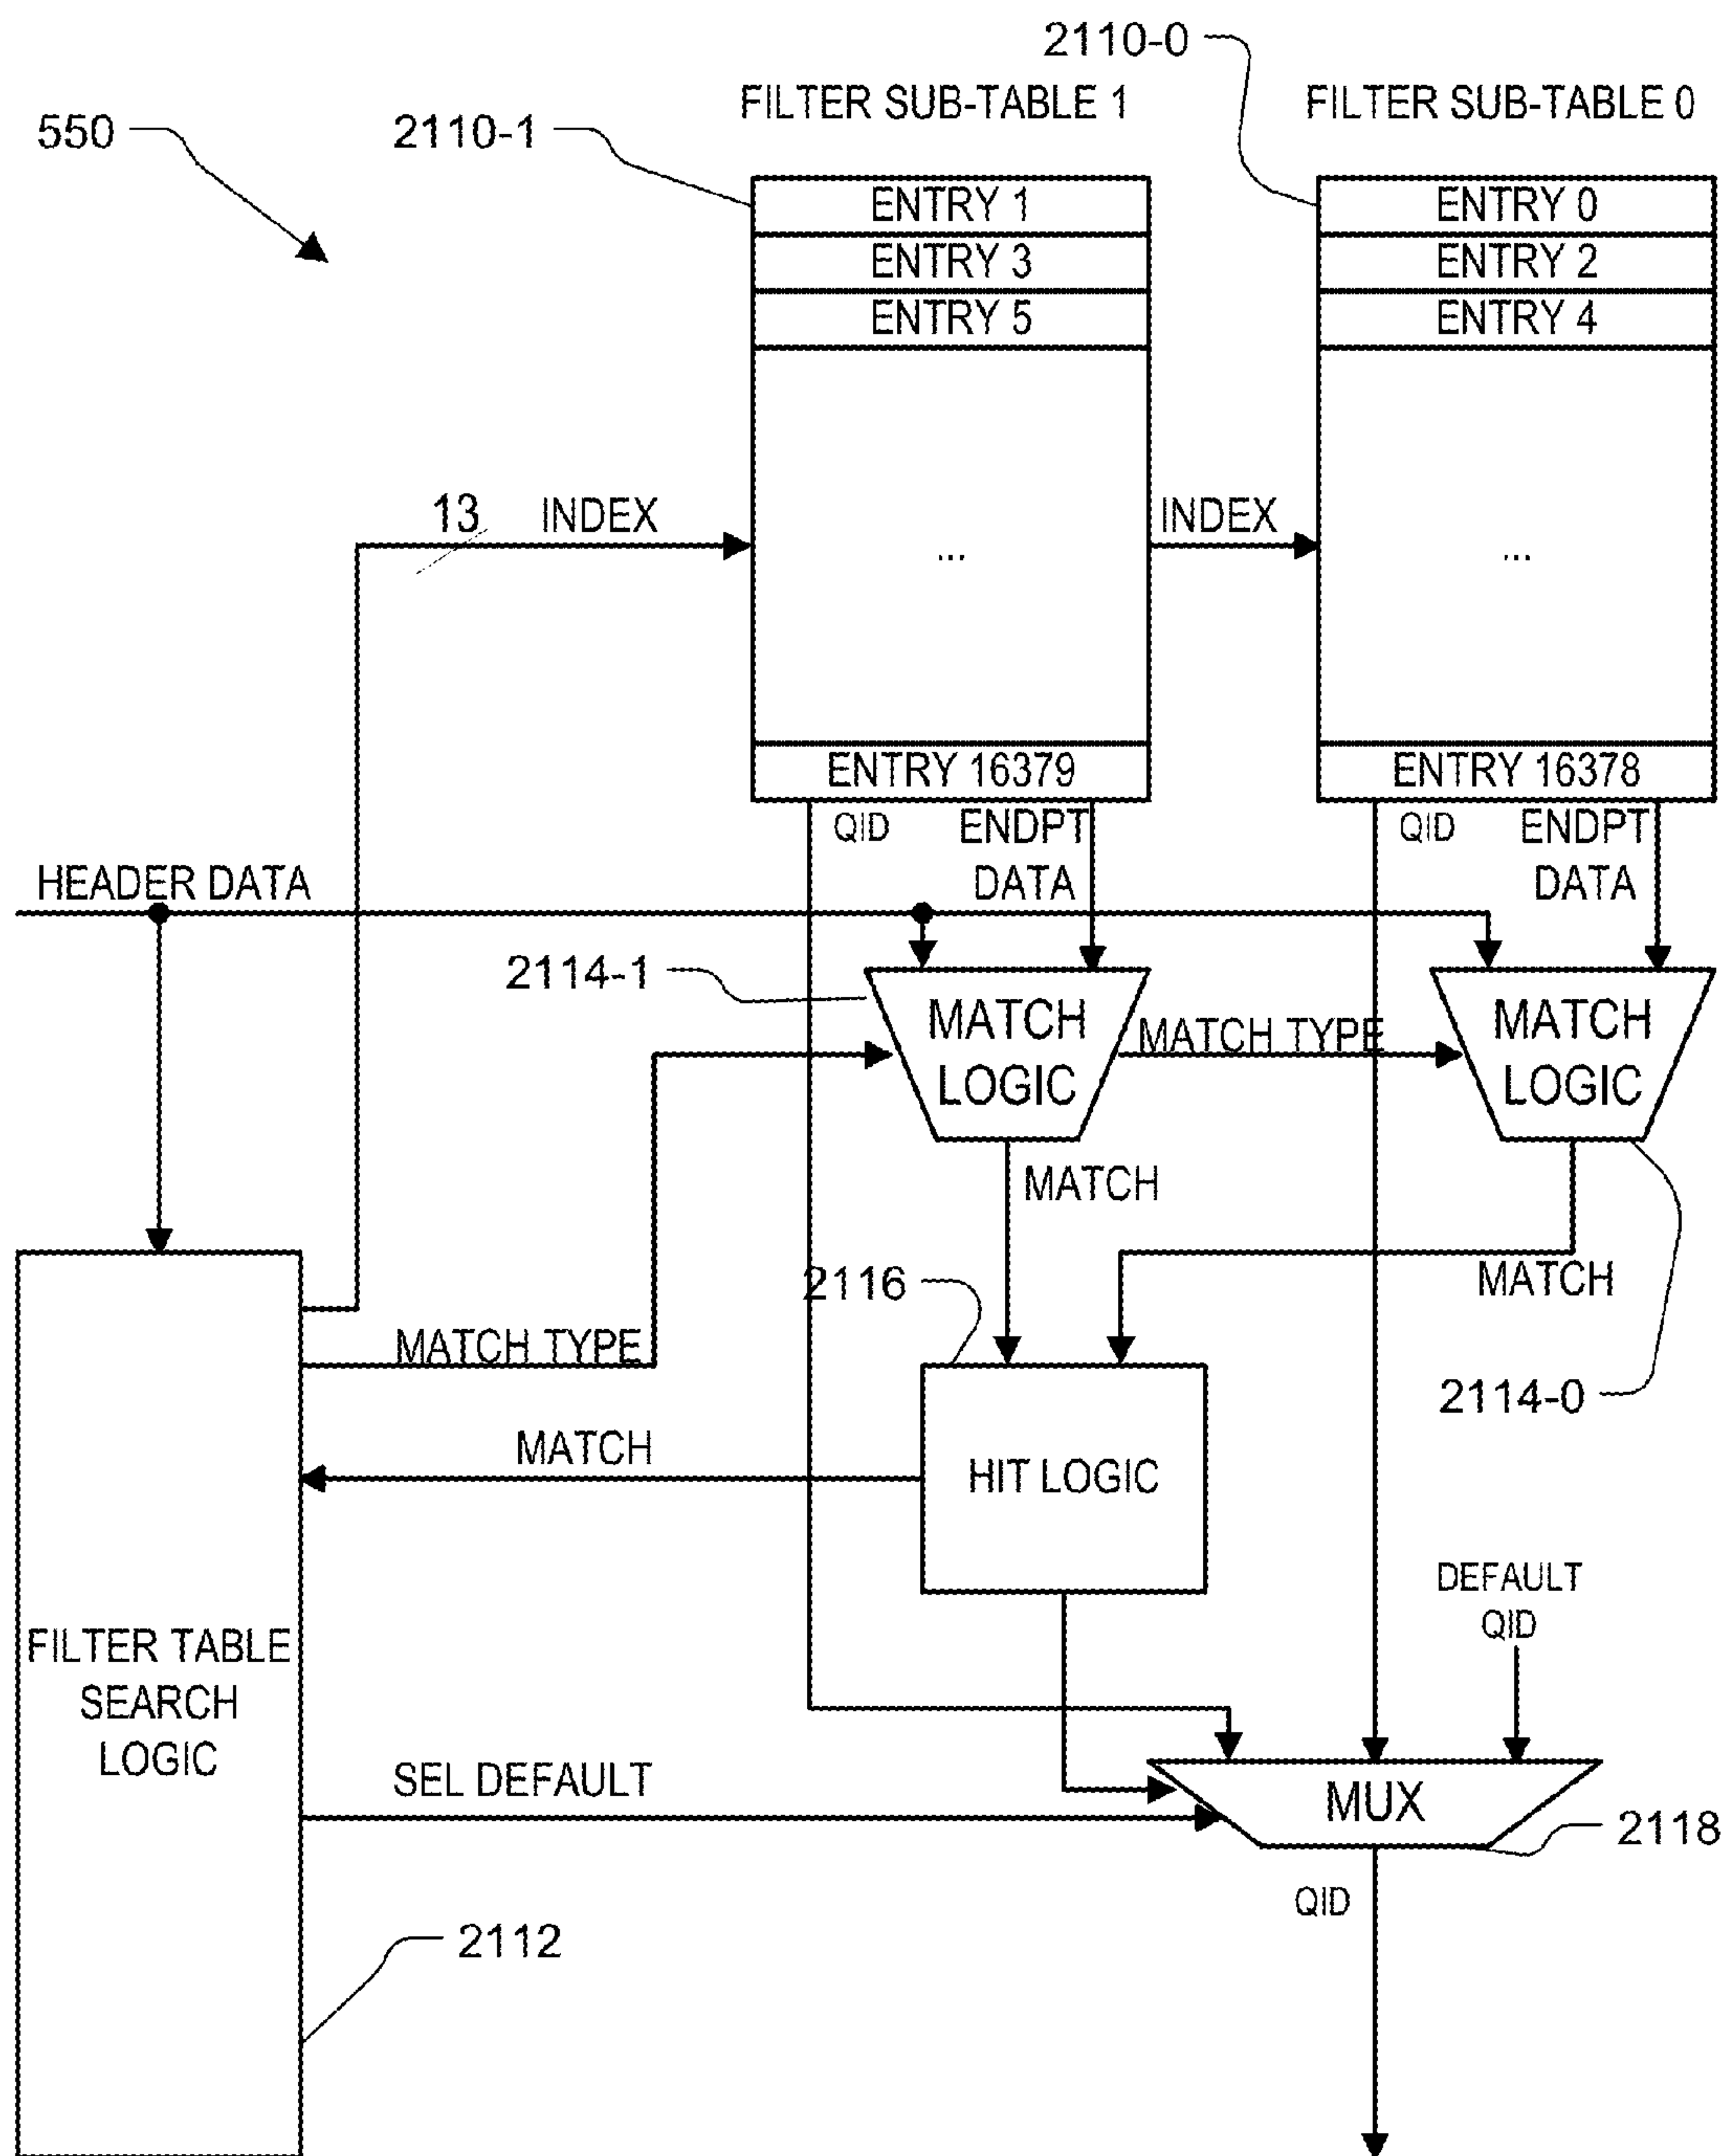 2110-0
FILTER SUB-TABLE 1
FILTER SUB-TABLE 0
550
2110-1
ENTRY 1
ENTRY 0
ENTRY 3
ENTRY 2
ENTRY 5
ENTRY 4
13
INDEX
INDEX
...
...
ENTRY 16379
ENTRY 16378
QID
ENDPT
DATA
QID
ENDPT
DATA
HEADER DATA
2114-1
MATCH
LOGIC
MATCH TYPE
MATCH
LOGIC
MATCH
MATCH
2116
MATCH TYPE
2114-0
MATCH
HIT LOGIC
DEFAULT
QID
FILTER TABLE
SEARCH
LOGIC
SEL DEFAULT
MUX
2118
QID
2112